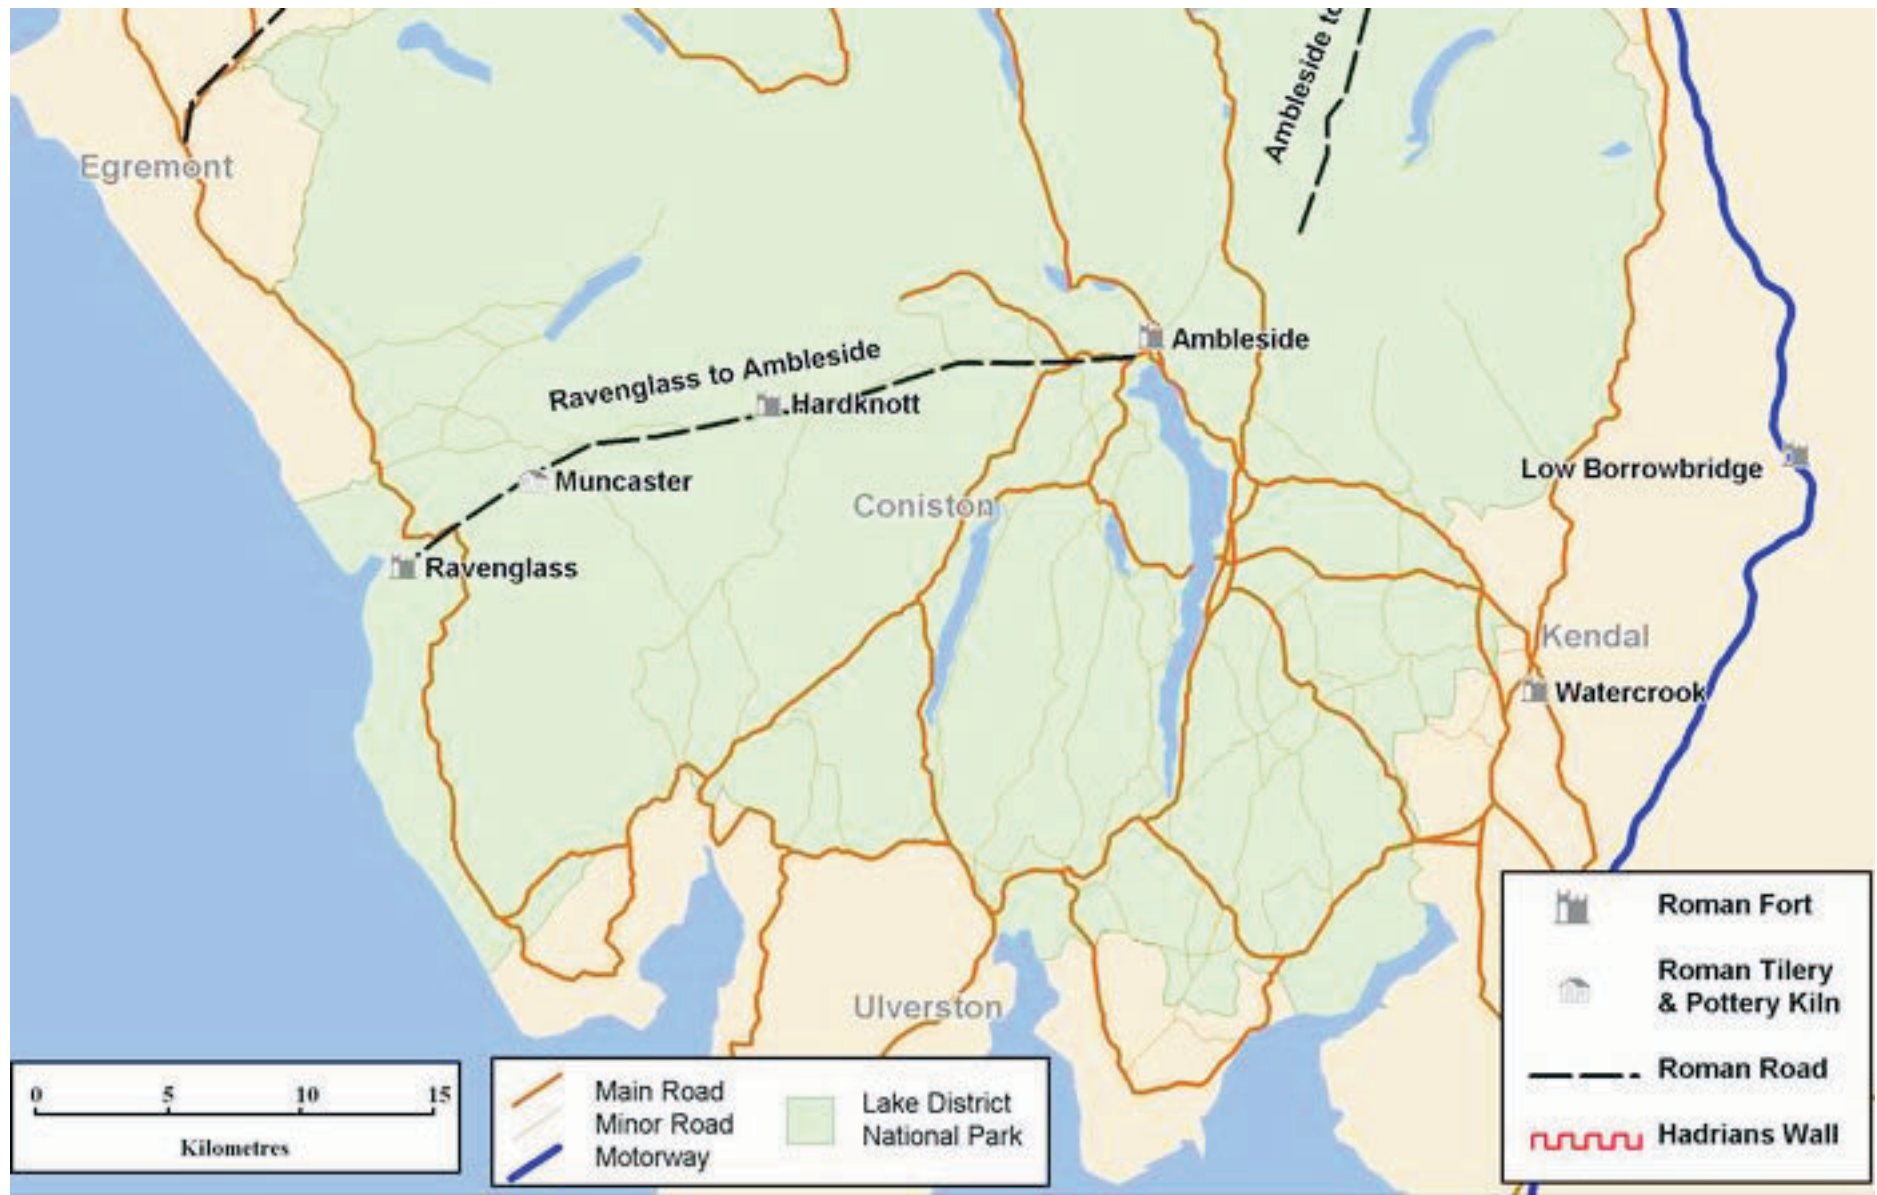 Ambleside to
Egremont
Ambleside
Ravenglass to Ambleside
Hardknott
Low Borrowbridge
Muncaster
Coniston
Ravenglass
Kendal
Watercrook
Ulverston
Roman Fort
Roman Tilery
& Pottery Kiln
Roman Road
Hadrians Wall
0 5 10 15
Kilometres
Main Road
Minor Road
Motorway
Lake District
National Park